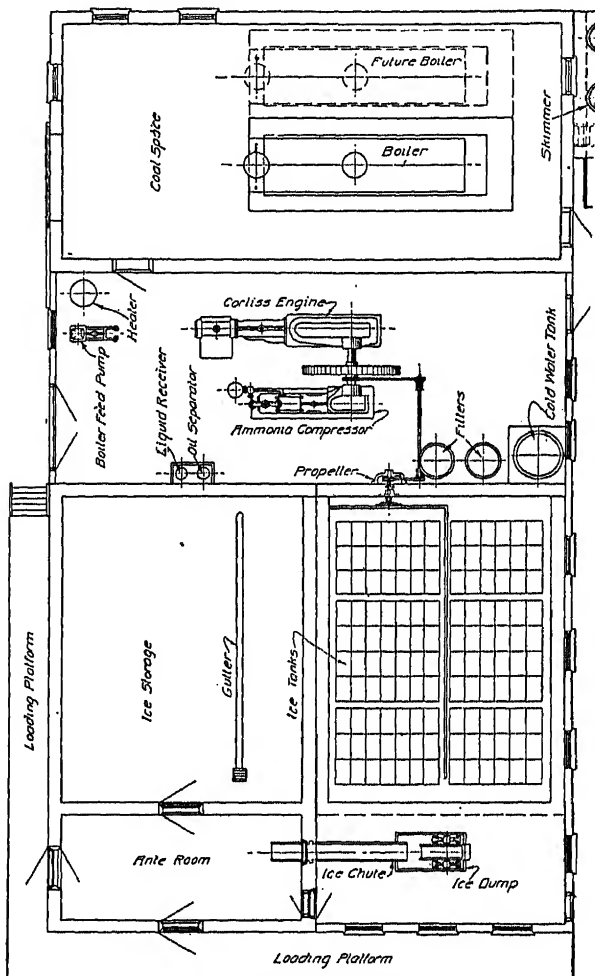 Future Boiler
Boiler
Coal Space
Skimmer
Corliss Engine
Heater
Boiler Feed Pump
Liquid Receiver
Oil Separator
Ammonia Compressor
Filters
Cold Water Tank
Propeller
Loading Platform
Ice Storage
Gutter
Ice Tanks
Ante Room
Ice Chute
Ice Dump
Loading Platform